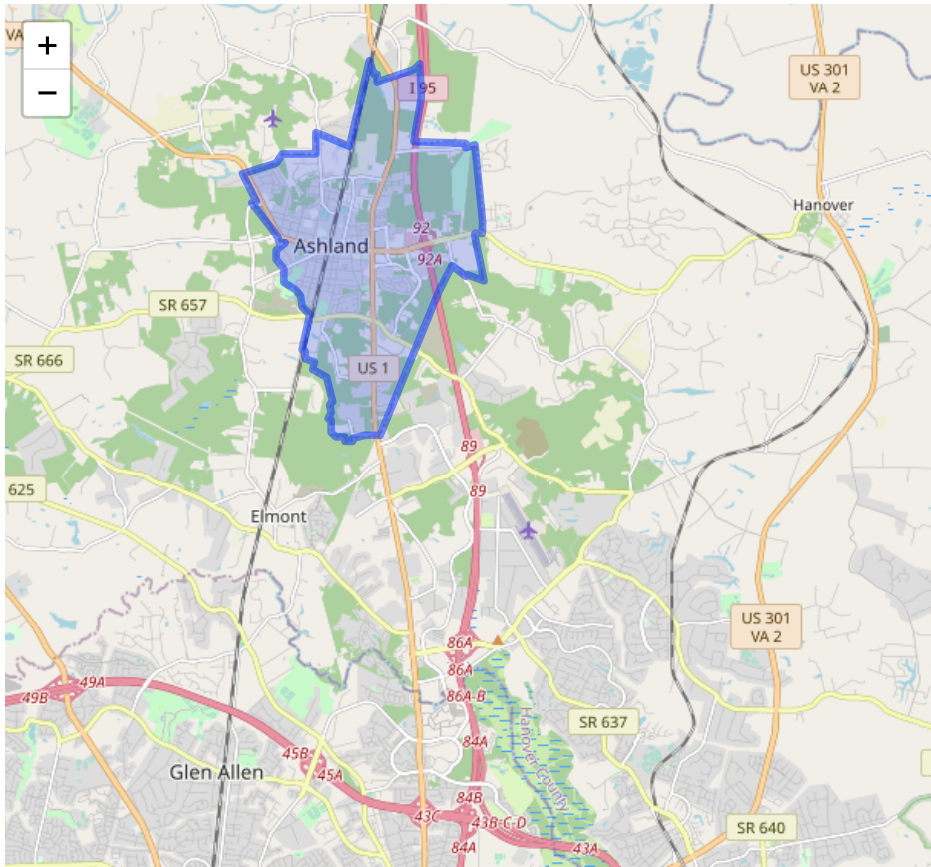 +
−
VA
I 95
US 301
VA 2
Hanover
92
Ashland
92A
SR 657
SR 666
US 1
89
89
625
Elmont
86A
US 301
VA 2
86A
49A
49B
86A-B
Hanover County
SR 637
84A
45B
Glen Allen
45A
84B
43C
43B-C-D
SR 640
84A
43A